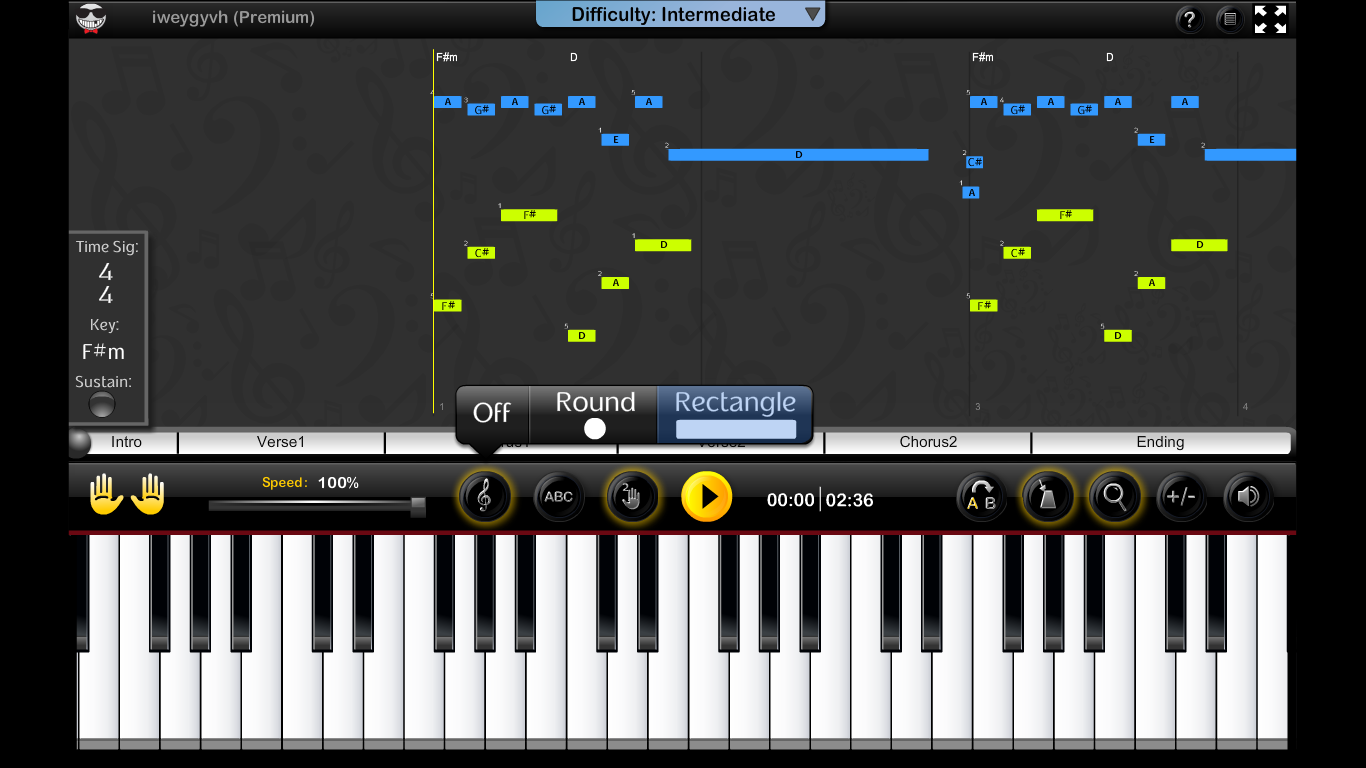 iweygyvh (Premium)
Difficulty: Intermediate
?
F#m D F#m D
4 A 3 G# A G# A 5 A 5 A 4 G# A G# A A
1 E 2 E
2 D 2
2 C#
1 A
1 F# F#
1 D D
2 C# 2 C#
2 A 2 A
5 F# 5 F#
5 D 5 D
Time Sig:
4
4
Key:
F#m
Sustain:
1 3 4
Off Round Rectangle
Intro Verse1 Verse2 Chorus2 Ending
Speed: 100%
ABC 2 00:00 02:36 A B +/-